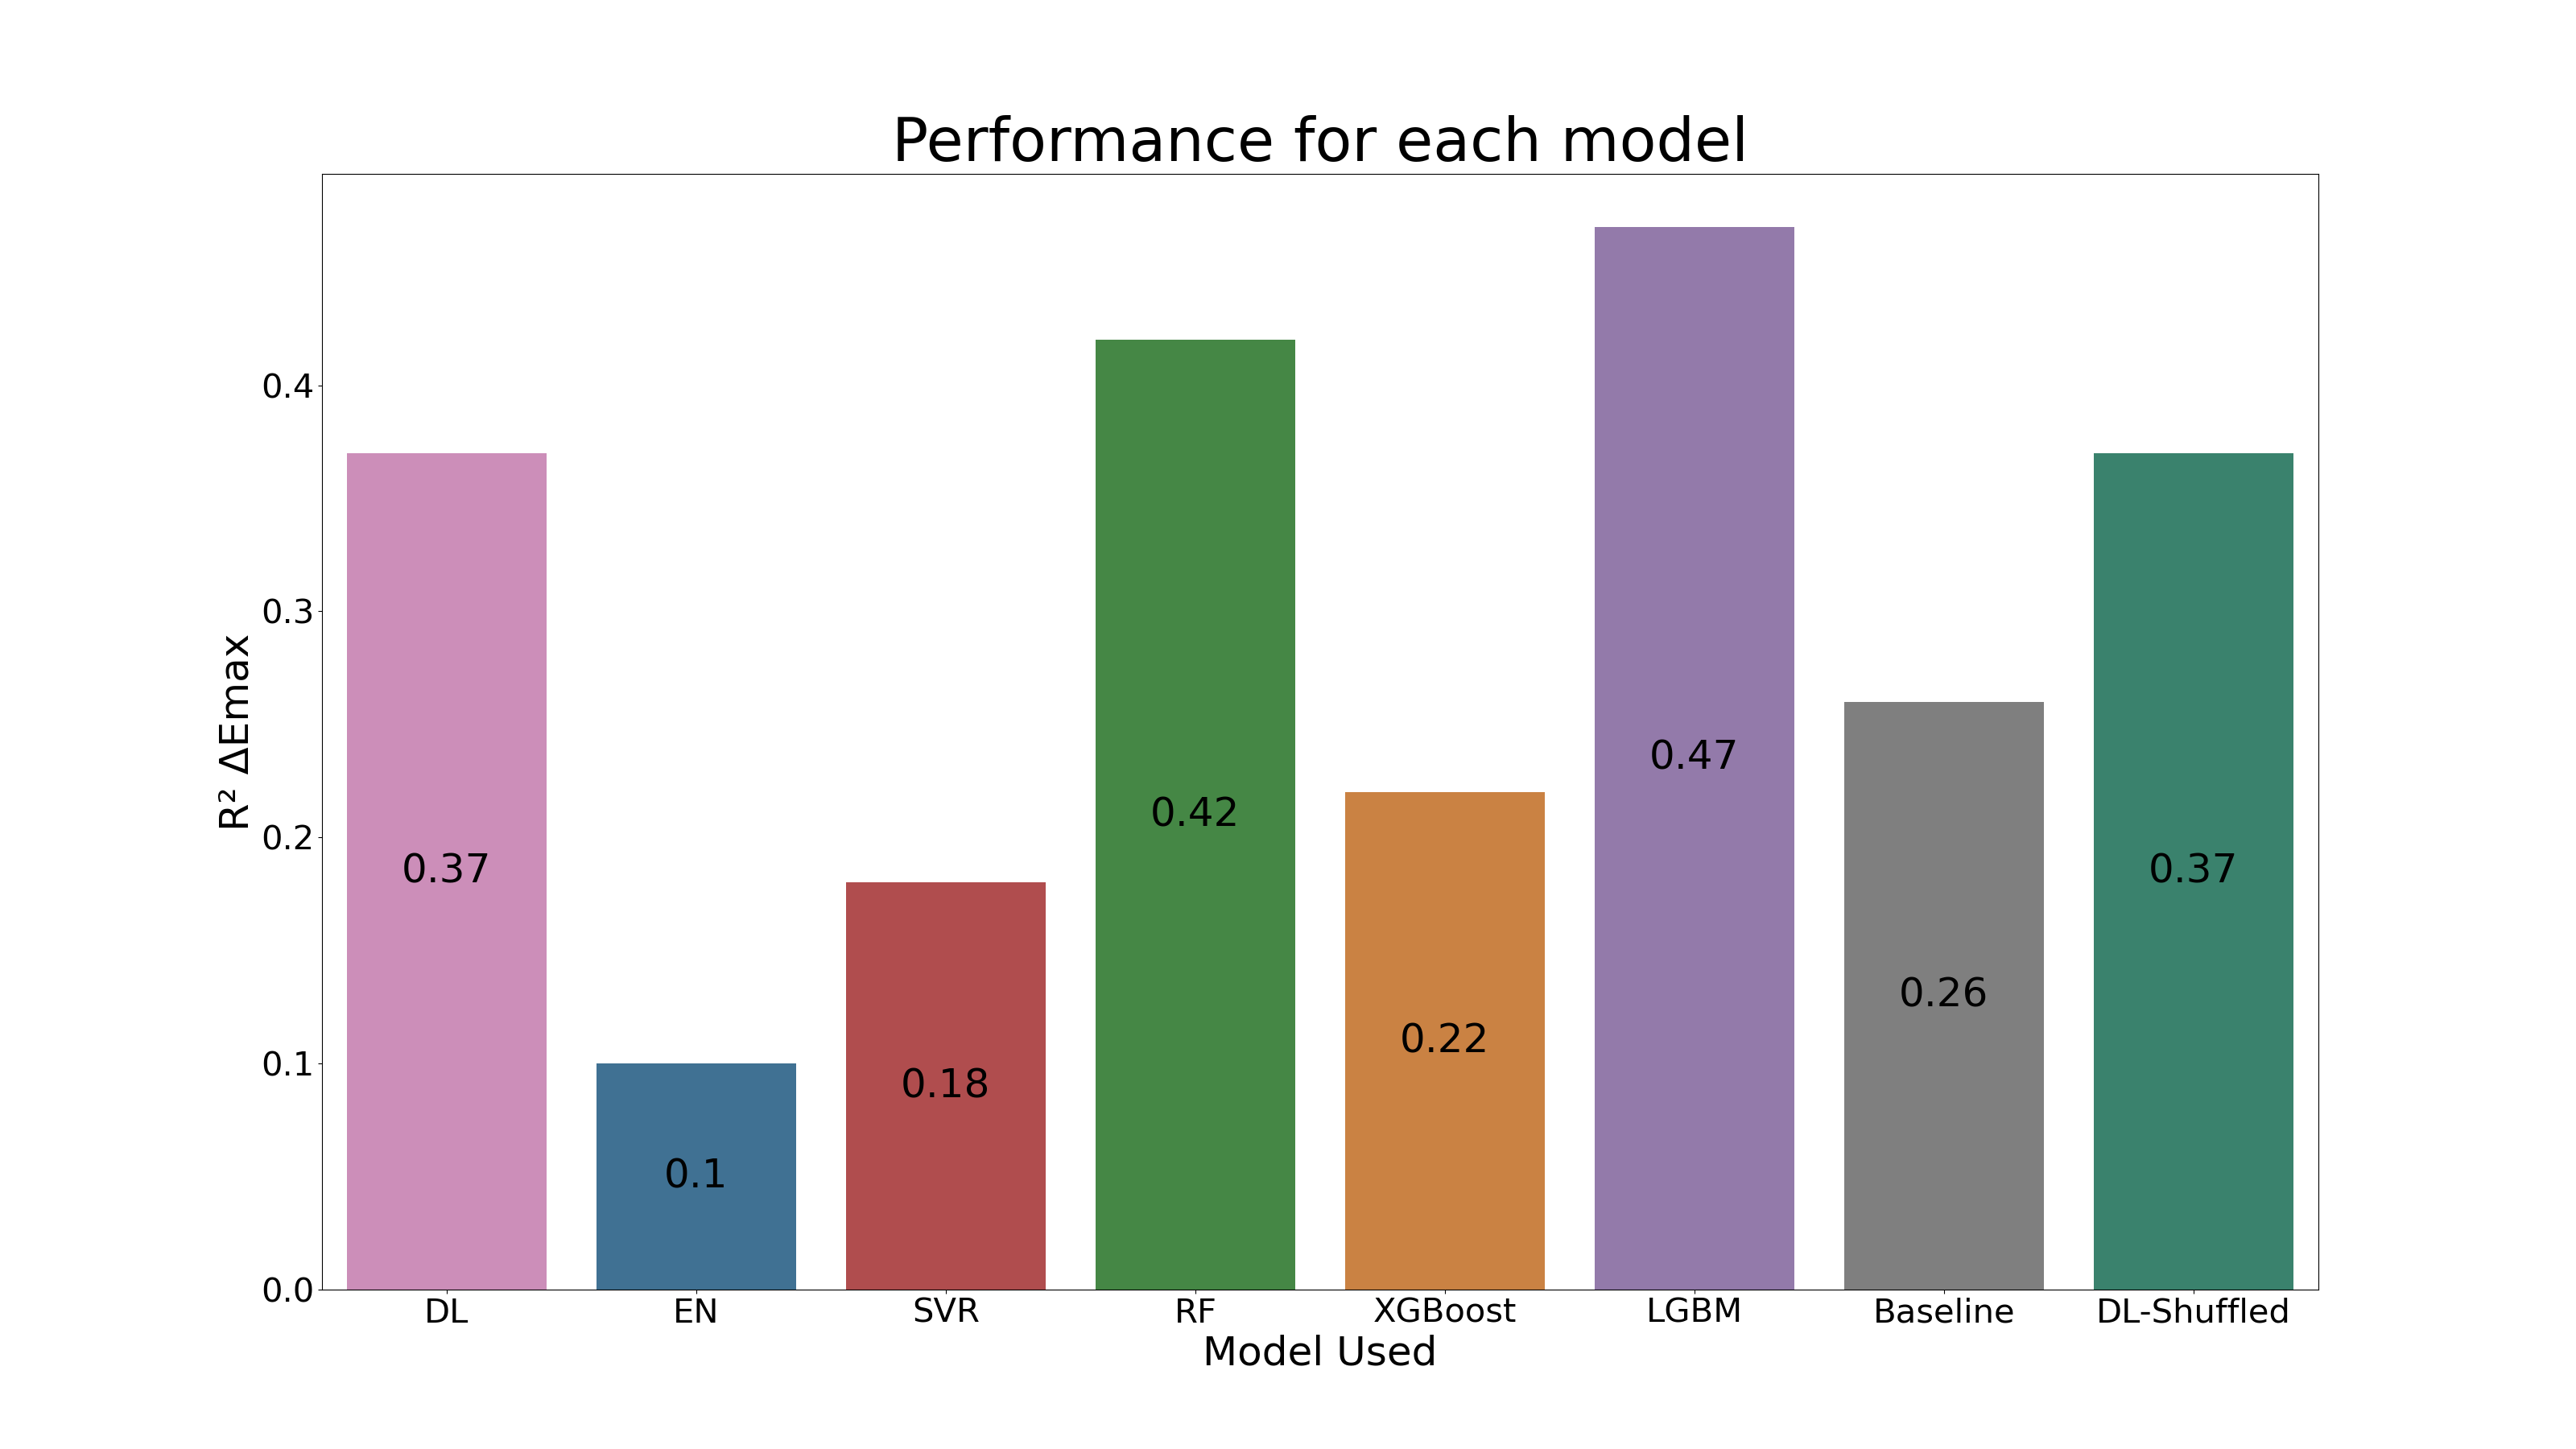 Performance for each model
R² ΔEmax
0.4
0.3
0.2
0.1
0.0
0.37
0.1
0.18
0.42
0.22
0.47
0.26
0.37
DL
EN
SVR
RF
XGBoost
LGBM
Baseline
DL-Shuffled
Model Used